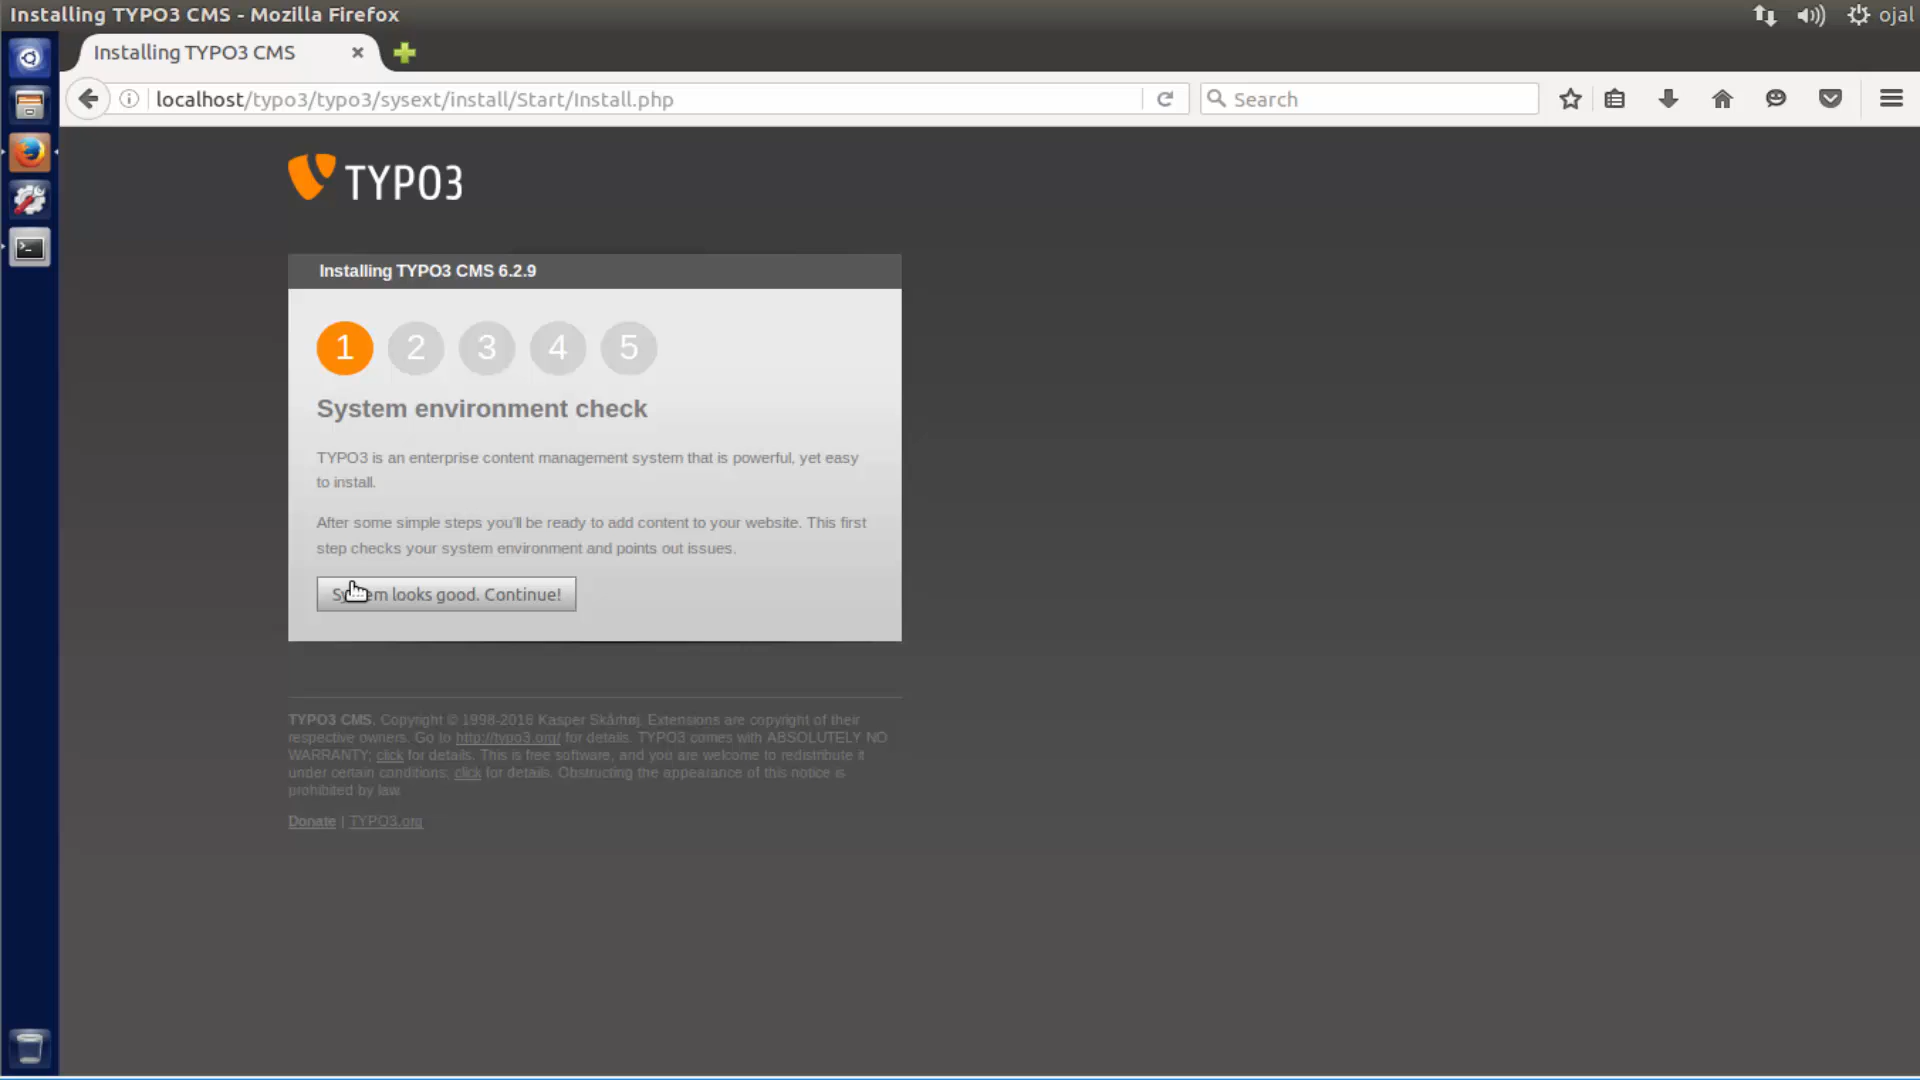 Installing TYPO3 CMS - Mozilla Firefox
ojal
Installing TYPO3 CMS
localhost/typo3/typo3/sysext/install/Start/Install.php
Search
TYPO3
Installing TYPO3 CMS 6.2.9
1 2 3 4 5
System environment check
TYPO3 is an enterprise content management system that is powerful, yet easy
to install.
After some simple steps you'll be ready to add content to your website. This first
step checks your system environment and points out issues.
looks good. Continue!
TYPO3 CMS. Copyright © 1998-2016 Kasper Skårhøj. Extensions are copyright of their
respective owners. Go to http://typo3.org/ for details. TYPO3 comes with ABSOLUTELY NO
WARRANTY; click for details. This is free software, and you are welcome to redistribute it
under certain conditions; click for details. Obstructing the appearance of this notice is
prohibited by law.
Donate | TYPO3.org